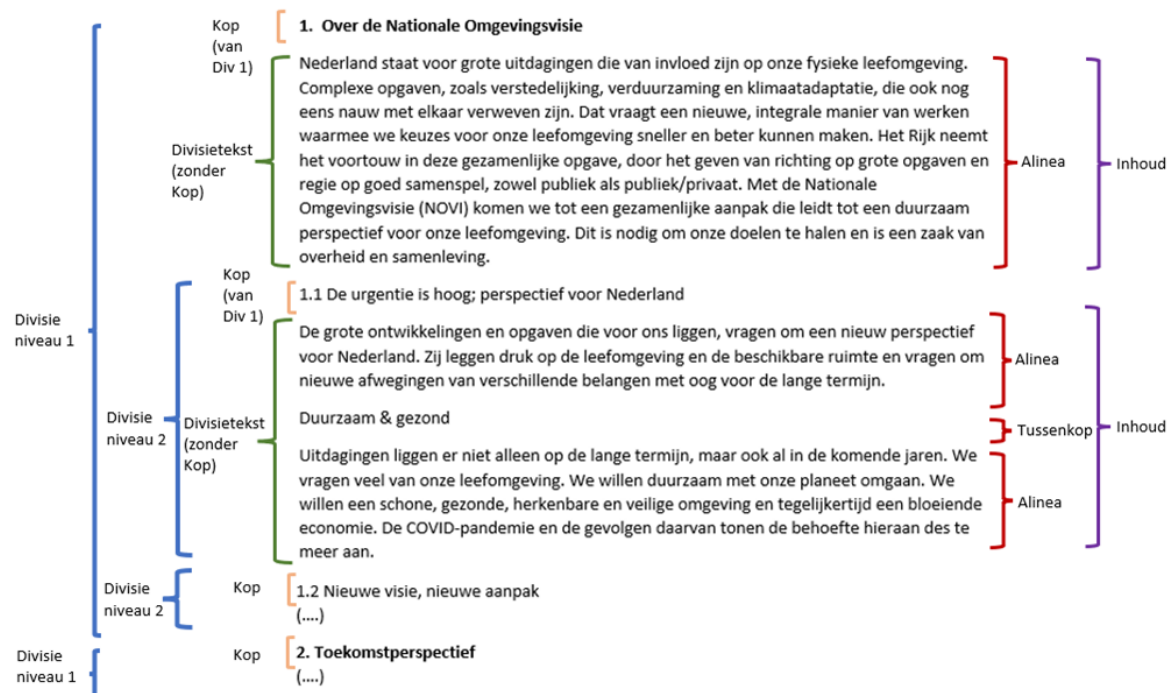 Kop
(van
Div 1)
1. Over de Nationale Omgevingsvisie
Nederland staat voor grote uitdagingen die van invloed zijn op onze fysieke leefomgeving.
Complexe opgaven, zoals verstedelijking, verduurzaming en klimaatadaptatie, die ook nog
eens nauw met elkaar verweven zijn. Dat vraagt een nieuwe, integrale manier van werken
waarmee we keuzes voor onze leefomgeving sneller en beter kunnen maken. Het Rijk neemt
het voortouw in deze gezamenlijke opgave, door het geven van richting op grote opgaven en
regie op goed samenspel, zowel publiek als publiek/privaat. Met de Nationale
Omgevingsvisie (NOVI) komen we tot een gezamenlijke aanpak die leidt tot een duurzaam
perspectief voor onze leefomgeving. Dit is nodig om onze doelen te halen en is een zaak van
overheid en samenleving.
Divisietekst
(zonder
Kop)
Alinea
Inhoud
Kop
(van
Div 1)
1.1 De urgentie is hoog; perspectief voor Nederland
Divisie
niveau 1
De grote ontwikkelingen en opgaven die voor ons liggen, vragen om een nieuw perspectief
voor Nederland. Zij leggen druk op de leefomgeving en de beschikbare ruimte en vragen om
nieuwe afwegingen van verschillende belangen met oog voor de lange termijn.
Alinea
Divisie
niveau 2
Divisietekst
(zonder
Kop)
Duurzaam & gezond
Tussenkop
Inhoud
Uitdagingen liggen er niet alleen op de lange termijn, maar ook al in de komende jaren. We
vragen veel van onze leefomgeving. We willen duurzaam met onze planeet omgaan. We
willen een schone, gezonde, herkenbare en veilige omgeving en tegelijkertijd een bloeiende
economie. De COVID-pandemie en de gevolgen daarvan tonen de behoefte hieraan des te
meer aan.
Alinea
Divisie
niveau 2
Kop
1.2 Nieuwe visie, nieuwe aanpak
(....)
Divisie
niveau 1
Kop
2. Toekomstperspectief
(....)